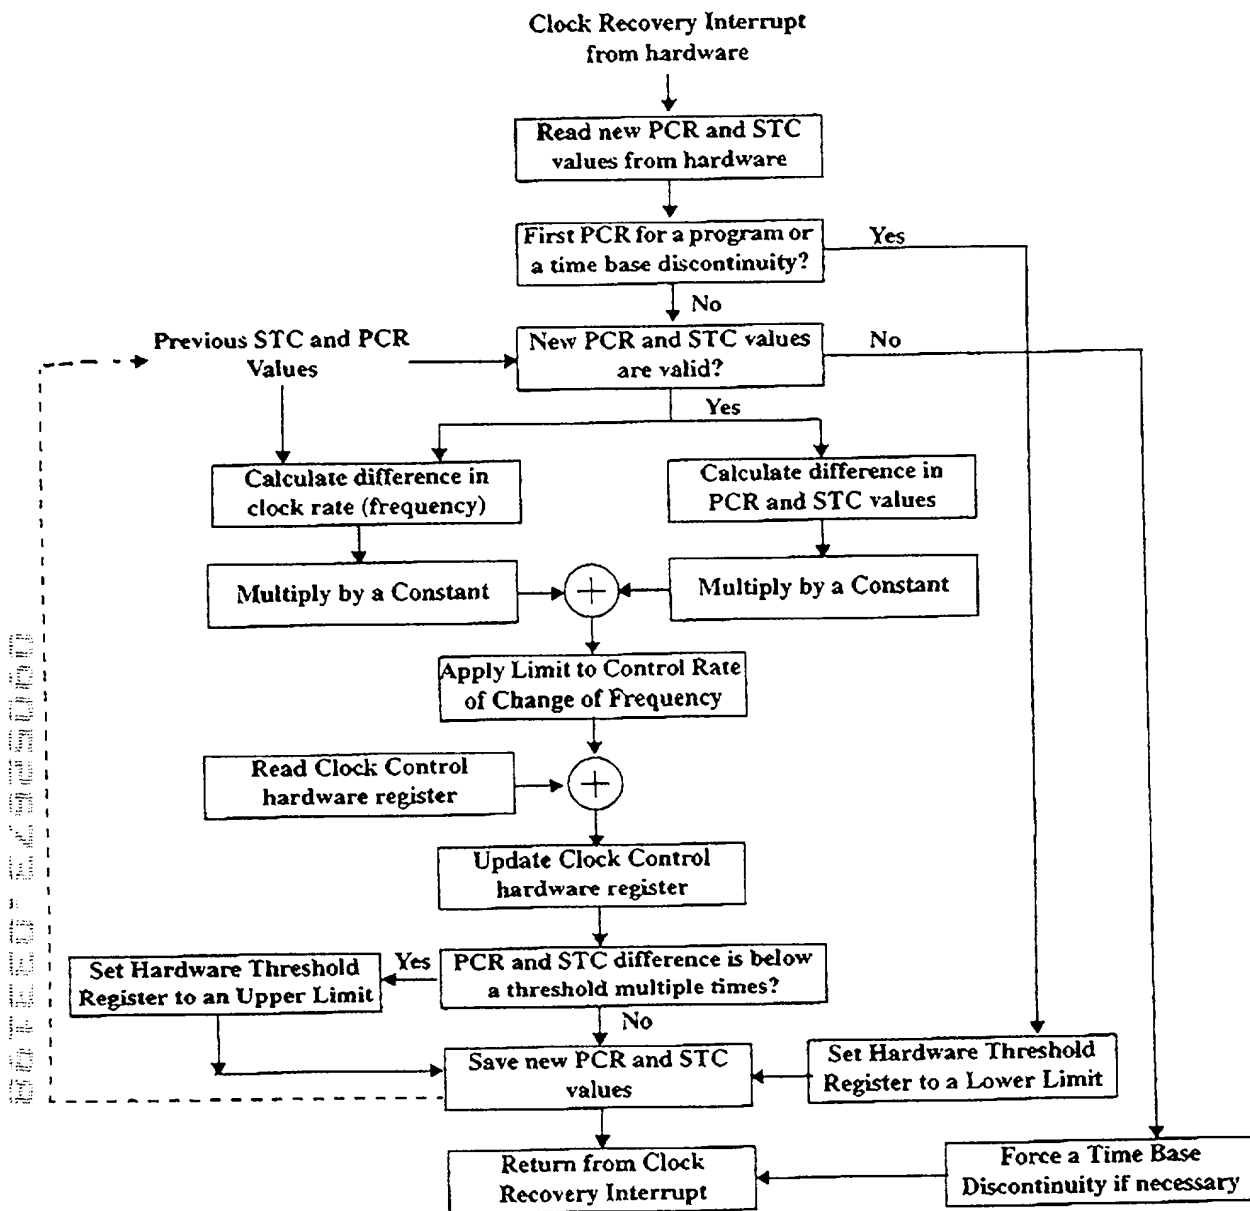 Clock Recovery Interrupt
from hardware
Read new PCR and STC
values from hardware
First PCR for a program or
a time base discontinuity?
Yes
No
Previous STC and PCR
Values
New PCR and STC values
are valid?
No
Yes
Calculate difference in
clock rate (frequency)
Calculate difference in
PCR and STC values
Multiply by a Constant
+
Multiply by a Constant
Apply Limit to Control Rate
of Change of Frequency
Read Clock Control
hardware register
+
Update Clock Control
hardware register
Set Hardware Threshold
Register to an Upper Limit
Yes
PCR and STC difference is below
a threshold multiple times?
No
Save new PCR and STC
values
Set Hardware Threshold
Register to a Lower Limit
Return from Clock
Recovery Interrupt
Force a Time Base
Discontinuity if necessary